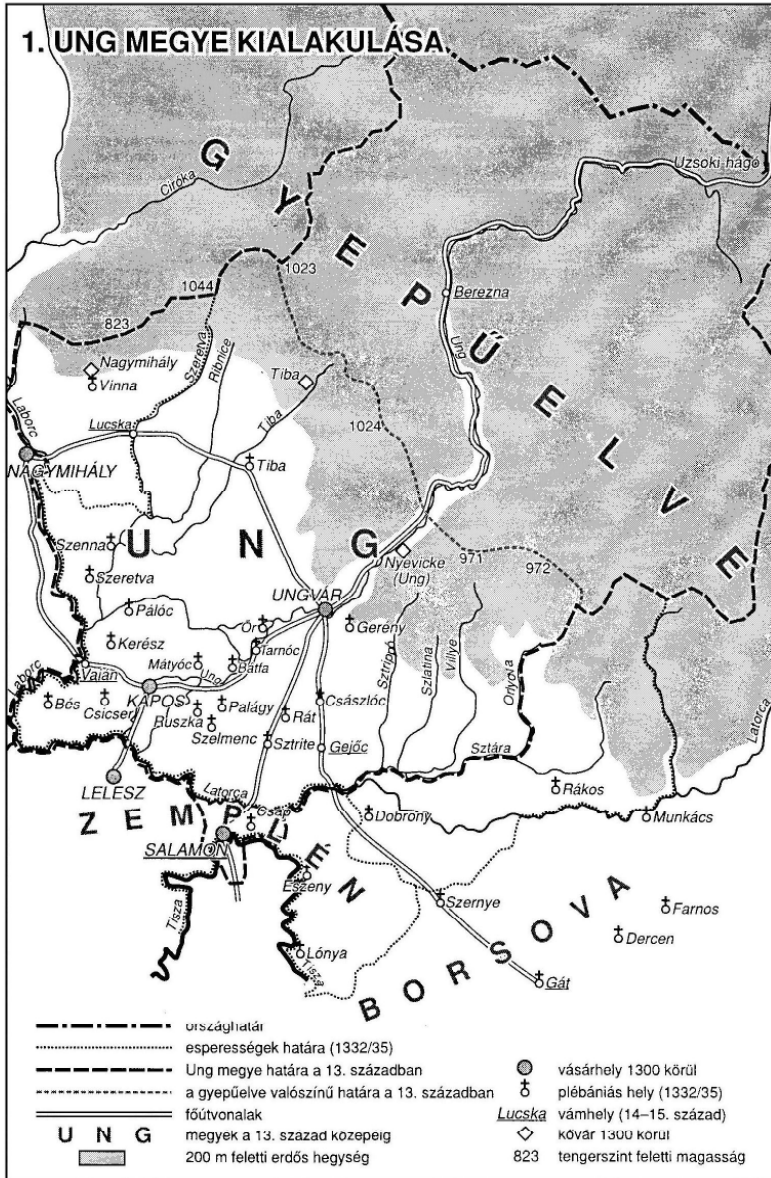 1. UNG MEGYE KIALAKULÁSA
GYEPŰELVE
Uzsoki-hágó
Ciróka
1023
1044
823
Berezna
Ung
Szeretva
Ribnice
Nagymihály
Vinna
Tiba
Tiba
1024
Laborc
Lucska
NAGYMIHÁLY
Tiba
UNG
Szenna
Nyevicke
(Ung)
971
972
Szeretva
UNGVÁR
Pálóc
Őr
Gerény
Kerész
Tarnóc
Sztripó
Szlatina
Villye
Ortyola
Laborc
Vaján
Mátyóc
Ung
Batfa
Latorca
KAPOS
Császlóc
Bés
Csicser
Palágy
Rát
Ruszka
Szelmenc
Sztrite
Gejőc
Sztára
LELESZ
Latorca
Rákos
ZEMPLÉN
Csap
Dobrony
Munkács
SALAMON
Eszeny
Szernye
Farnos
Tisza
BORSOVA
Dercen
Lónya
Tisza
Gát
országhatár
esperességek határa (1332/35)
Ung megye határa a 13. században
a gyepűelve valószínű határa a 13. században
főútvonalak
UNG megyék a 13. század közepéig
200 m feletti erdős hegység
vásárhely 1300 körül
plébániás hely (1332/35)
Lucska vámhely (14–15. század)
kővár 1300 körül
823 tengerszint feletti magasság